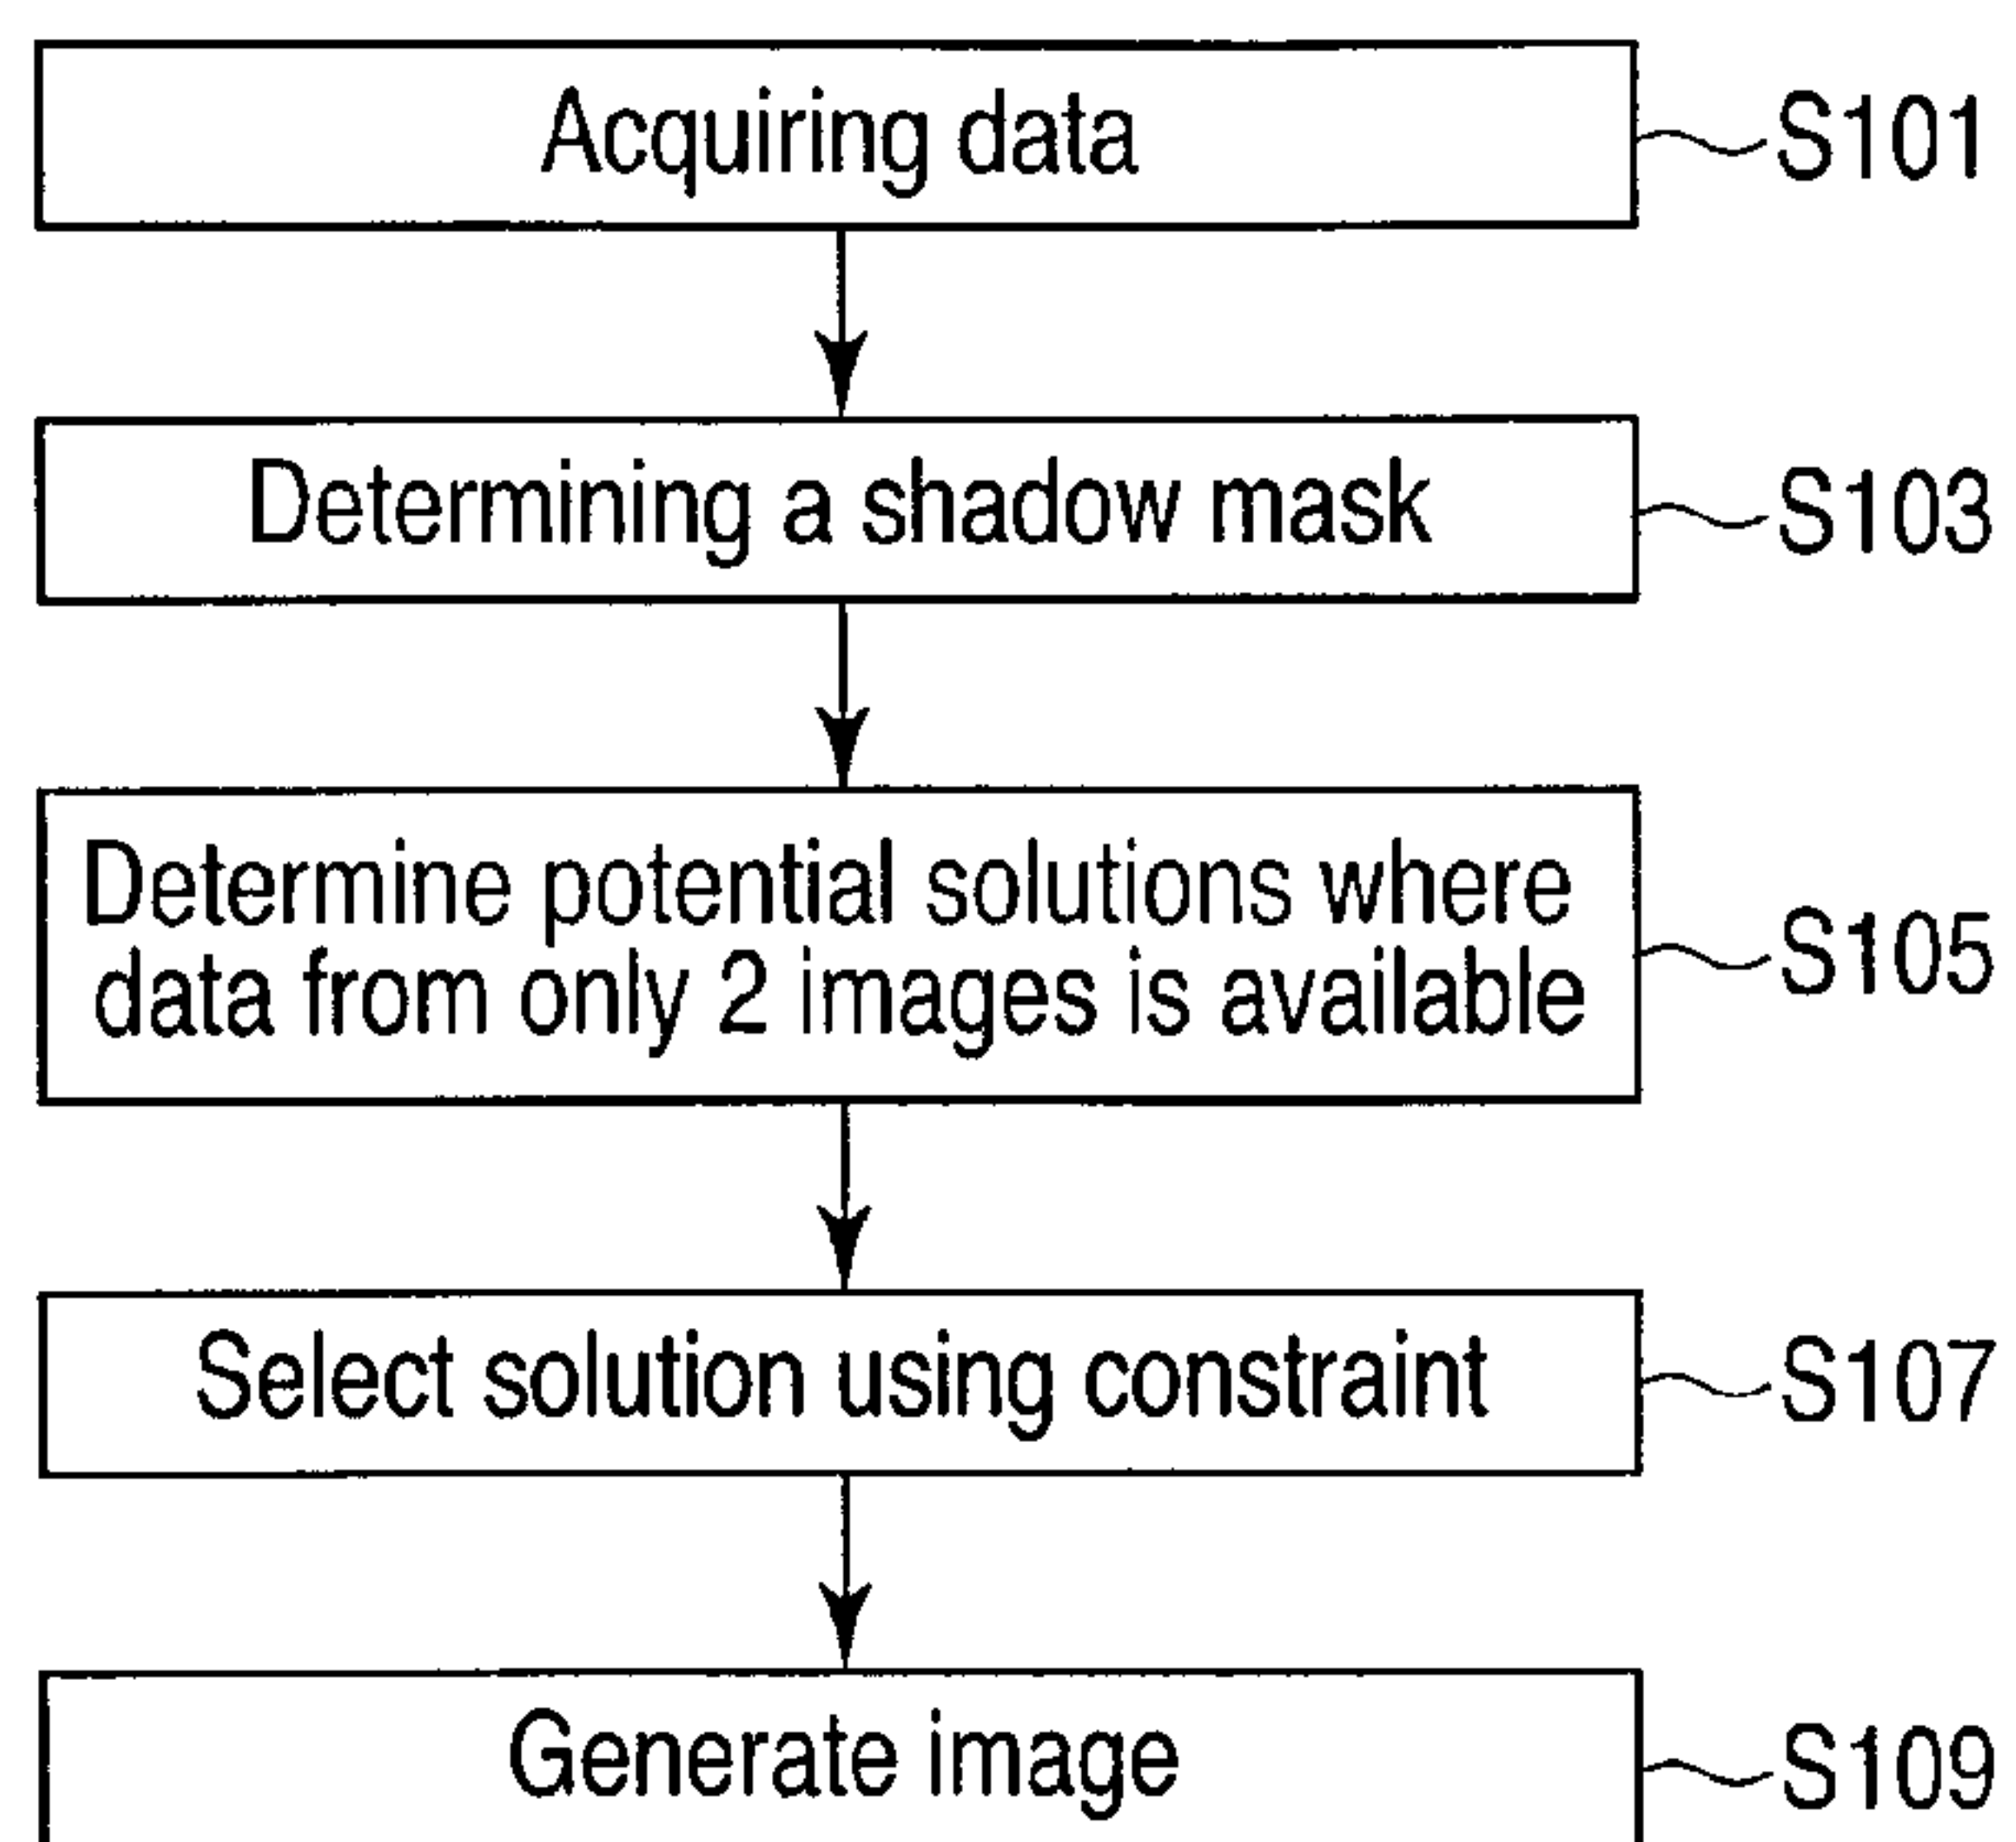 Acquiring data
S101
Determining a shadow mask
S103
Determine potential solutions where
data from only 2 images is available
S105
Select solution using constraint
S107
Generate image
S109